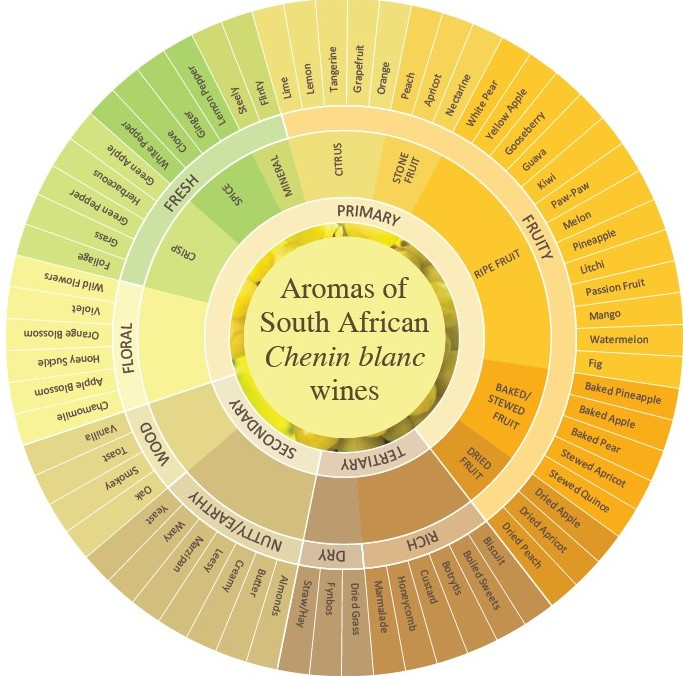 Aromas of
South African
Chenin blanc
wines
PRIMARY
SECONDARY
TERTIARY
FRUITY
RICH
DRY
NUTTY/EARTHY
WOOD
FLORAL
FRESH
CITRUS
STONE
FRUIT
RIPE FRUIT
BAKED/
STEWED
FRUIT
DRIED
FRUIT
CRISP
SPICE
MINERAL
Lime
Lemon
Tangerine
Grapefruit
Orange
Peach
Apricot
Nectarine
White Pear
Yellow Apple
Gooseberry
Guava
Kiwi
Paw-Paw
Melon
Pineapple
Litchi
Passion Fruit
Mango
Watermelon
Fig
Baked Pineapple
Baked Apple
Baked Pear
Stewed Apricot
Stewed Quince
Dried Apple
Dried Apricot
Dried Peach
Biscuit
Boiled Sweets
Botrytis
Custard
Honeycomb
Marmalade
Dried Grass
Fynbos
Straw/Hay
Almonds
Butter
Creamy
Leesy
Marzipan
Waxy
Yeast
Oak
Smokey
Toast
Vanilla
Chamomile
Apple Blossom
Honey Suckle
Orange Blossom
Violet
Wild Flowers
Foliage
Grass
Green Pepper
Herbaceous
Green Apple
White Pepper
Clove
Ginger
Lemon Pepper
Steely
Flinty